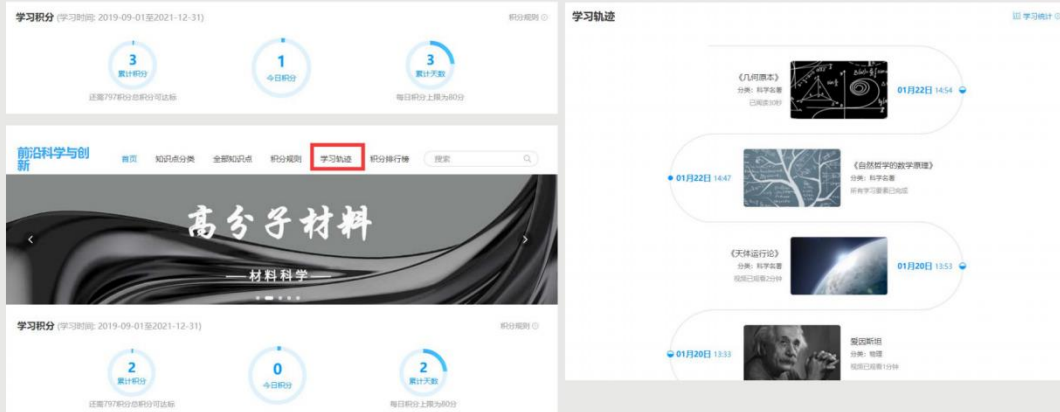 学习积分 (学习时间: 2019-09-01至2021-12-31)
积分规则
3
累计积分
1
今日积分
3
累计天数
还需797积分总积分可达标
每日积分上限为80分
前沿科学与创新
首页 知识点分类 全部知识点 积分规则 学习轨迹 积分排行榜 搜索
高分子材料
材料科学
学习积分 (学习时间: 2019-09-01至2021-12-31)
积分规则
2
累计积分
0
今日积分
2
累计天数
还需797积分总积分可达标
每日积分上限为80分
学习轨迹
学习统计
《几何原本》
分类：科学名著
已阅读30秒
01月22日 14:54
01月22日 14:47
《自然哲学的数学原理》
分类：科学名著
所有学习要素已完成
《天体运行论》
分类：科学名著
视频已观看2分钟
01月20日 13:53
01月20日 13:33
爱因斯坦
分类：物理
视频已观看1分钟